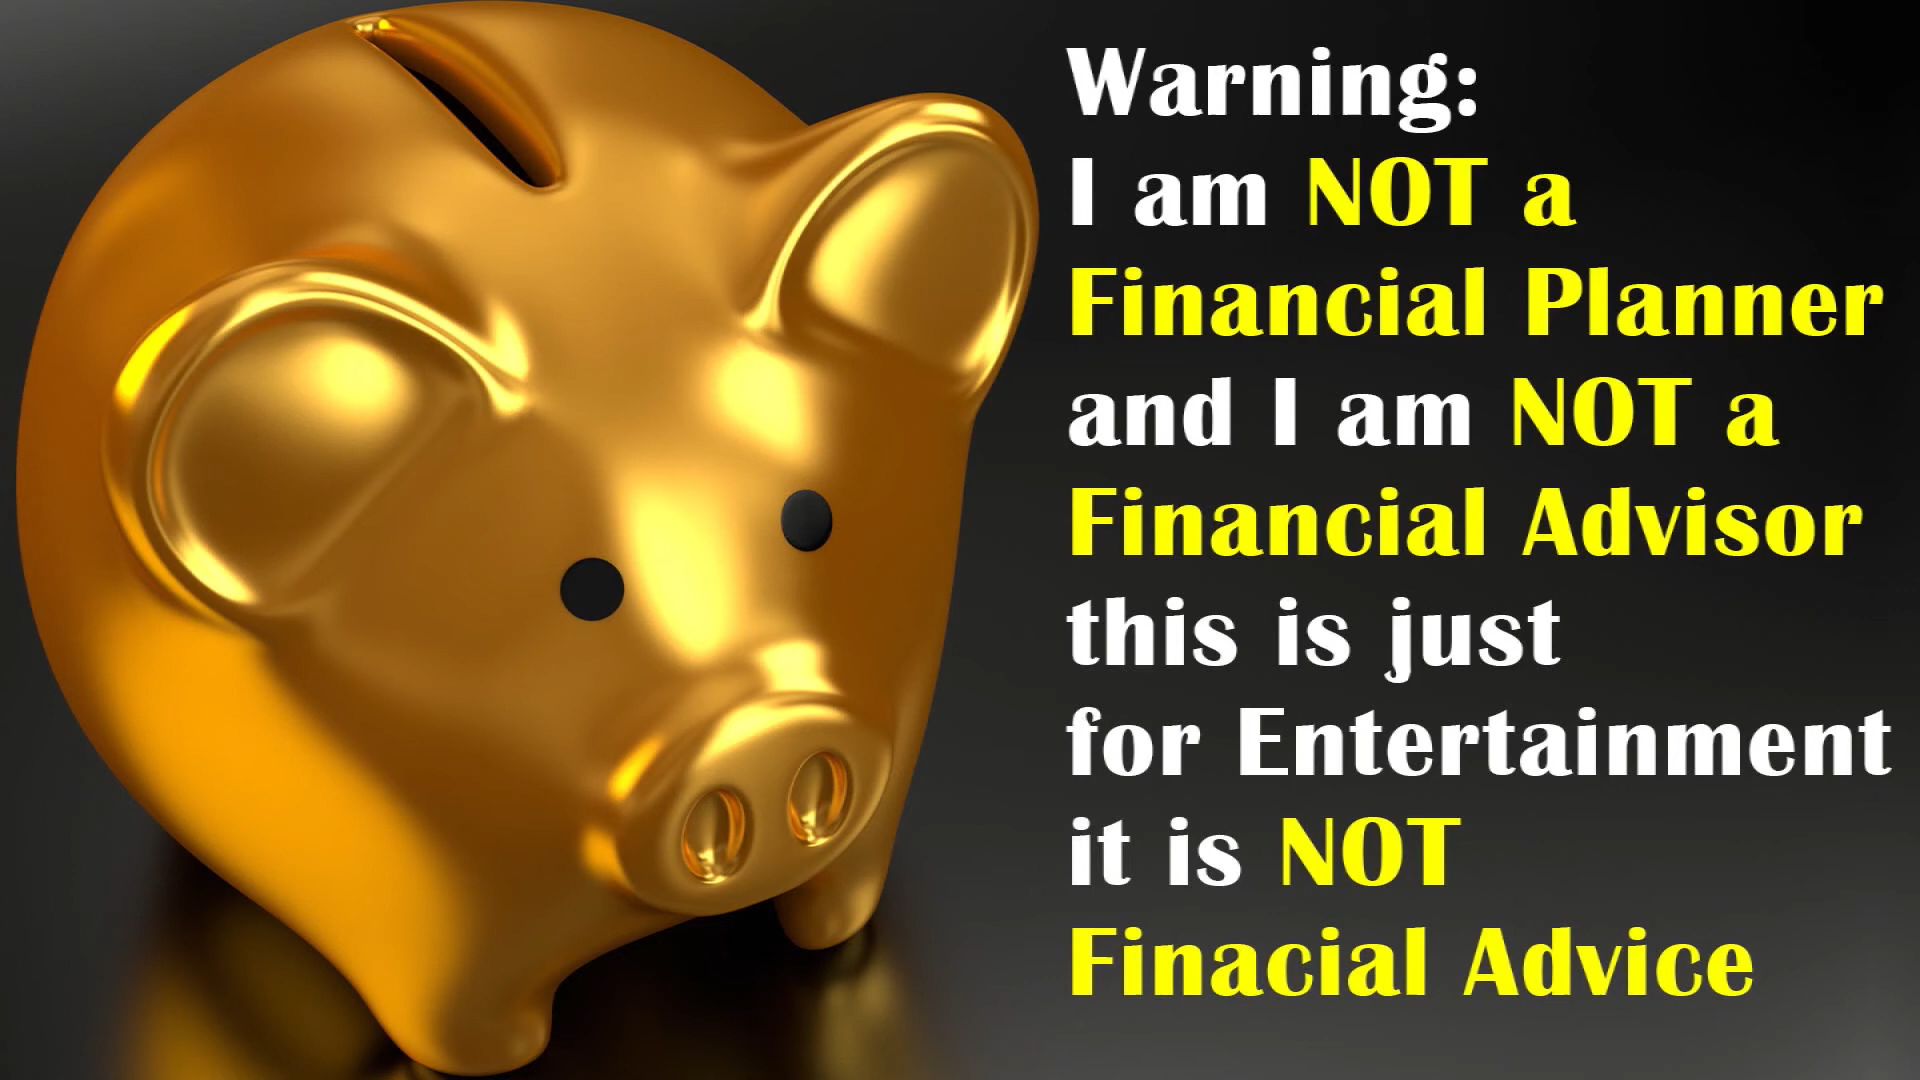 Warning:
I am NOT a
Financial Planner
and I am NOT a
Financial Advisor
this is just
for Entertainment
it is NOT
Finacial Advice